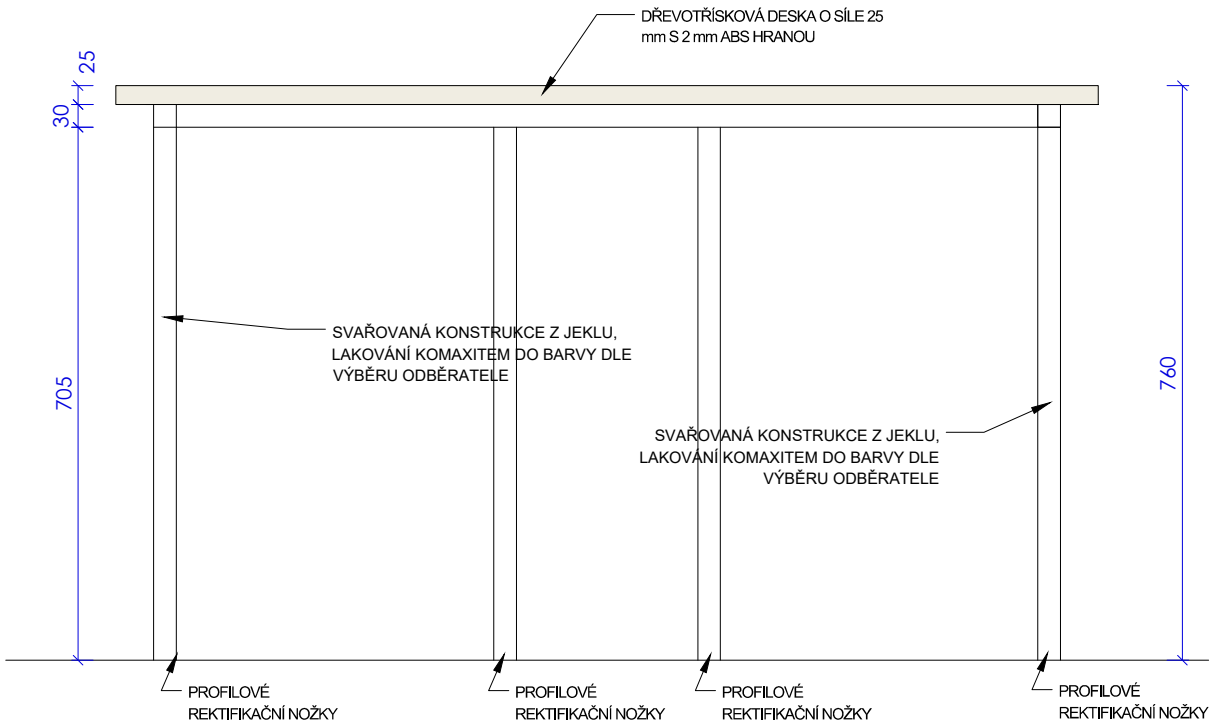 DŘEVOTŘÍSKOVÁ DESKA O SÍLE 25
mm S 2 mm ABS HRANOU
25
30
705
760
SVAŘOVANÁ KONSTRUKCE Z JEKLU,
LAKOVÁNÍ KOMAXITEM DO BARVY DLE
VÝBĚRU ODBĚRATELE
SVAŘOVANÁ KONSTRUKCE Z JEKLU,
LAKOVÁNÍ KOMAXITEM DO BARVY DLE
VÝBĚRU ODBĚRATELE
PROFILOVÉ
REKTIFIKAČNÍ NOŽKY
PROFILOVÉ
REKTIFIKAČNÍ NOŽKY
PROFILOVÉ
REKTIFIKAČNÍ NOŽKY
PROFILOVÉ
REKTIFIKAČNÍ NOŽKY